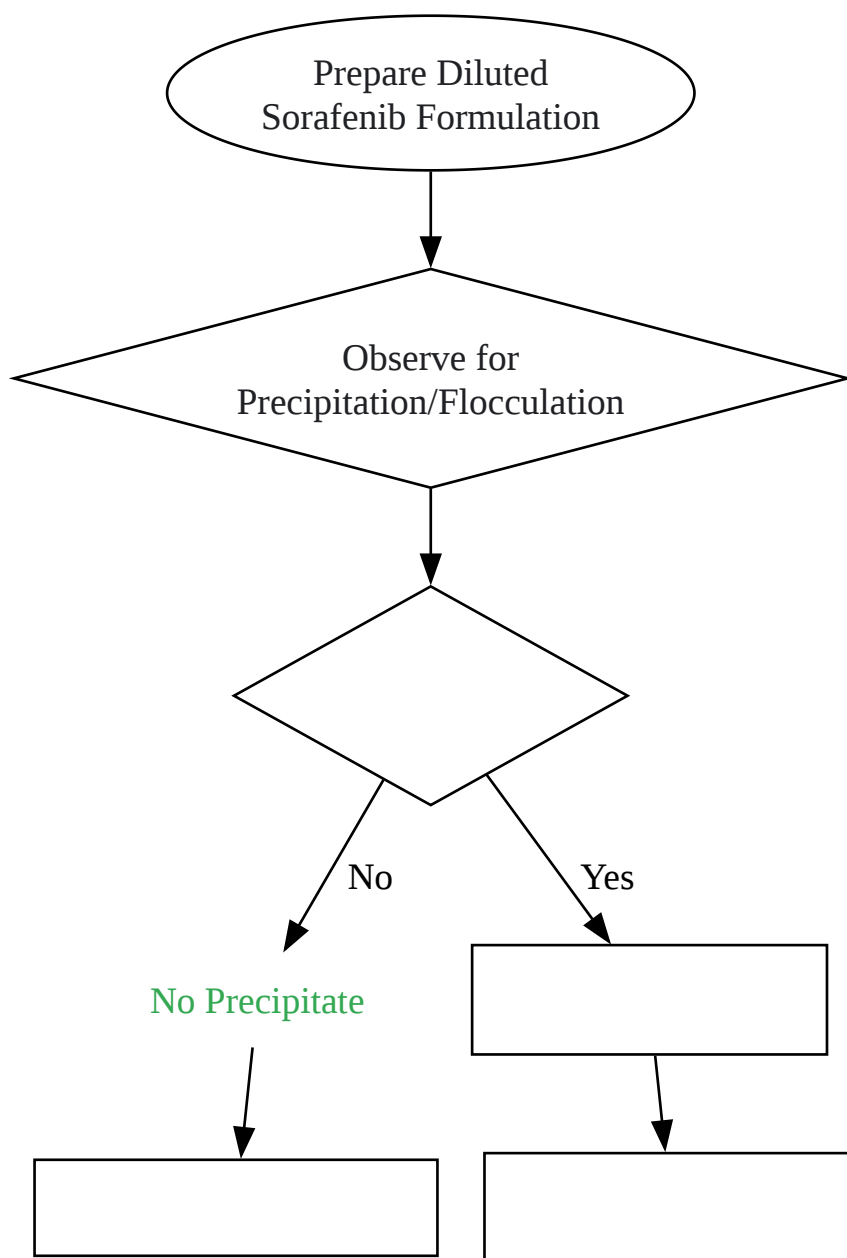 Prepare Diluted
Sorafenib Formulation
Observe for
Precipitation/Flocculation
No
Yes
No Precipitate